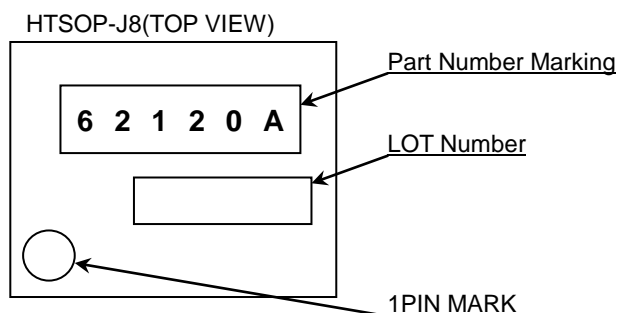 HTSOP-J8(TOP VIEW)
Part Number Marking
6 2 1 2 0 A
LOT Number
1PIN MARK